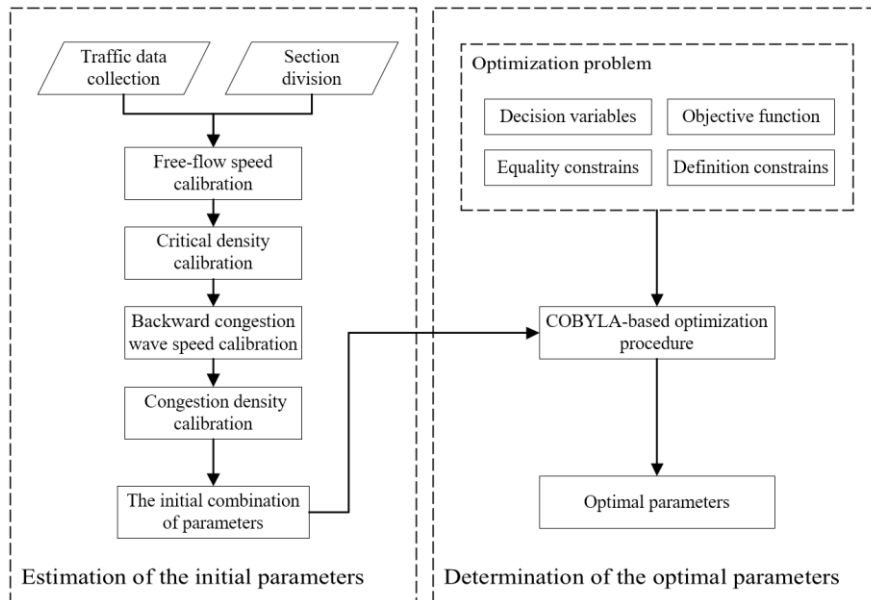 Traffic data
collection
Section
division
Free-flow speed
calibration
Critical density
calibration
Backward congestion
wave speed calibration
Congestion density
calibration
The initial combination
of parameters
Estimation of the initial parameters
Optimization problem
Decision variables
Objective function
Equality constrains
Definition constrains
COBYLA-based optimization
procedure
Optimal parameters
Determination of the optimal parameters